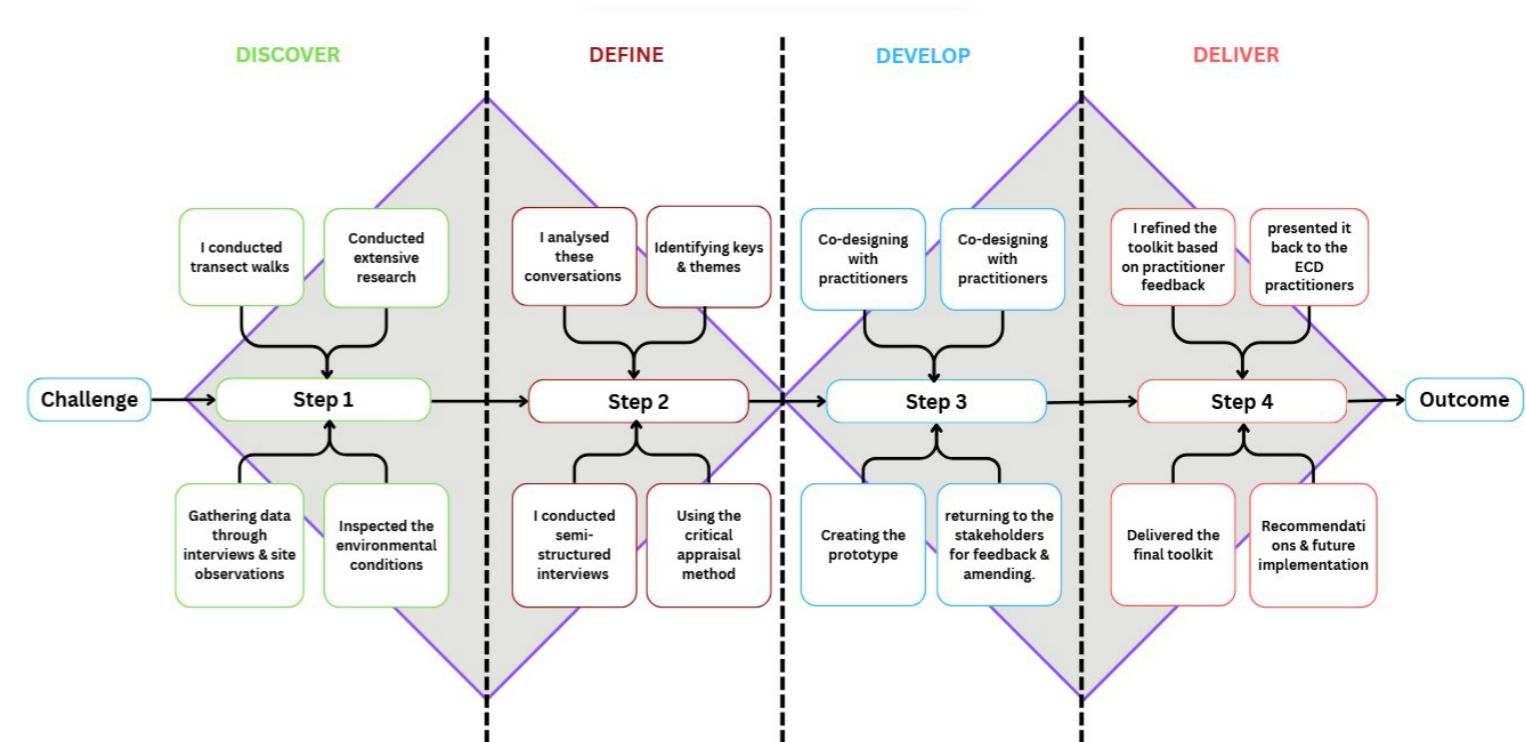 DISCOVER
DEFINE
DEVELOP
DELIVER
I conducted
transect walks
Conducted
extensive
research
I analysed
these
conversations
Identifying keys
& themes
Co-designing
with
practitioners
Co-designing
with
practitioners
I refined the
toolkit based
on practitioner
feedback
presented it
back to the
ECD
practitioners
Challenge
Step 1
Step 2
Step 3
Step 4
Outcome
Gathering data
through
interviews & site
observations
Inspected the
environmental
conditions
I conducted
semi-
structured
interviews
Using the
critical
appraisal
method
Creating the
prototype
returning to the
stakeholders
for feedback &
amending.
Delivered the
final toolkit
Recommendati
ons & future
implementation